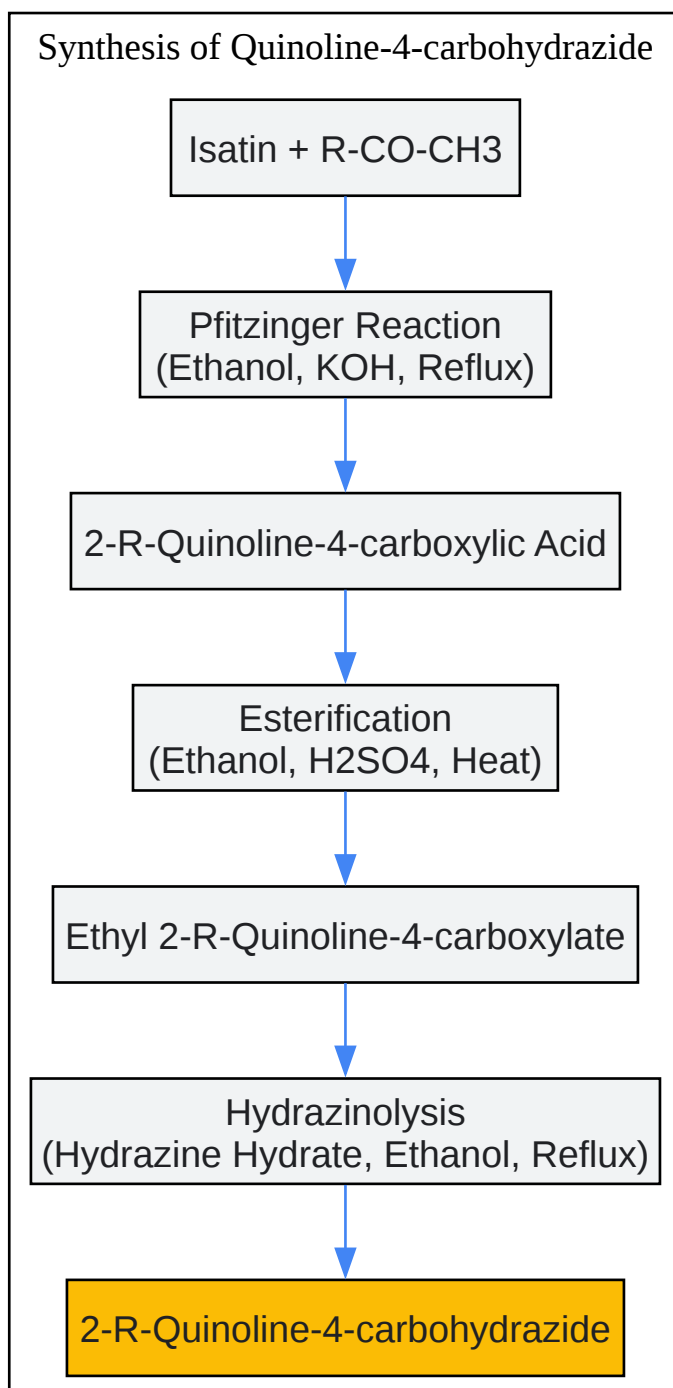 Synthesis of Quinoline-4-carbohydrazide
Isatin + R-CO-CH3
Pfitzinger Reaction
(Ethanol, KOH, Reflux)
2-R-Quinoline-4-carboxylic Acid
Esterification
(Ethanol, H2SO4, Heat)
Ethyl 2-R-Quinoline-4-carboxylate
Hydrazinolysis
(Hydrazine Hydrate, Ethanol, Reflux)
2-R-Quinoline-4-carbohydrazide